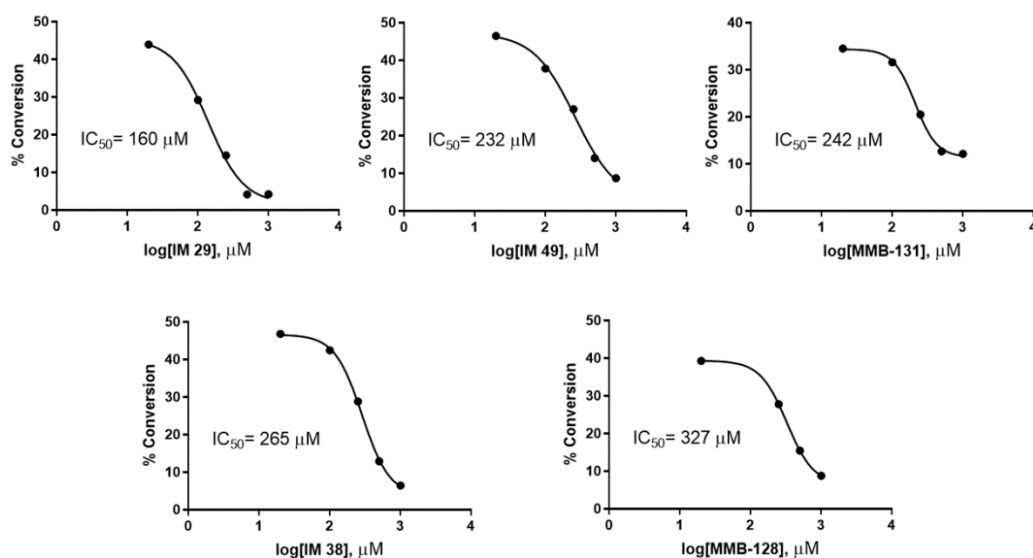 50
40
30
20
10
0
% Conversion
IC50= 160 μM
0 1 2 3 4
log[IM 29], μM
50
40
30
20
10
0
% Conversion
IC50= 232 μM
0 1 2 3 4
log[IM 49], μM
40
30
20
10
0
% Conversion
IC50= 242 μM
0 1 2 3 4
log[MMB-131], μM
50
40
30
20
10
0
% Conversion
IC50= 265 μM
0 1 2 3 4
log[IM 38], μM
50
40
30
20
10
0
% Conversion
IC50= 327 μM
0 1 2 3 4
log[MMB-128], μM